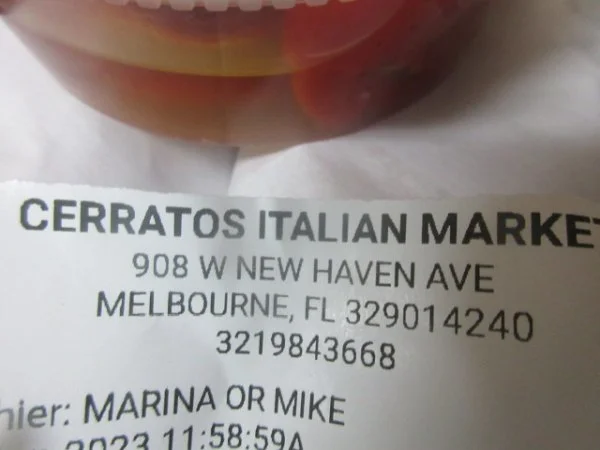 CERRATOS ITALIAN MARKET
908 W NEW HAVEN AVE
MELBOURNE, FL 329014240
3219843668
hier: MARINA OR MIKE
2023 11:58:59A